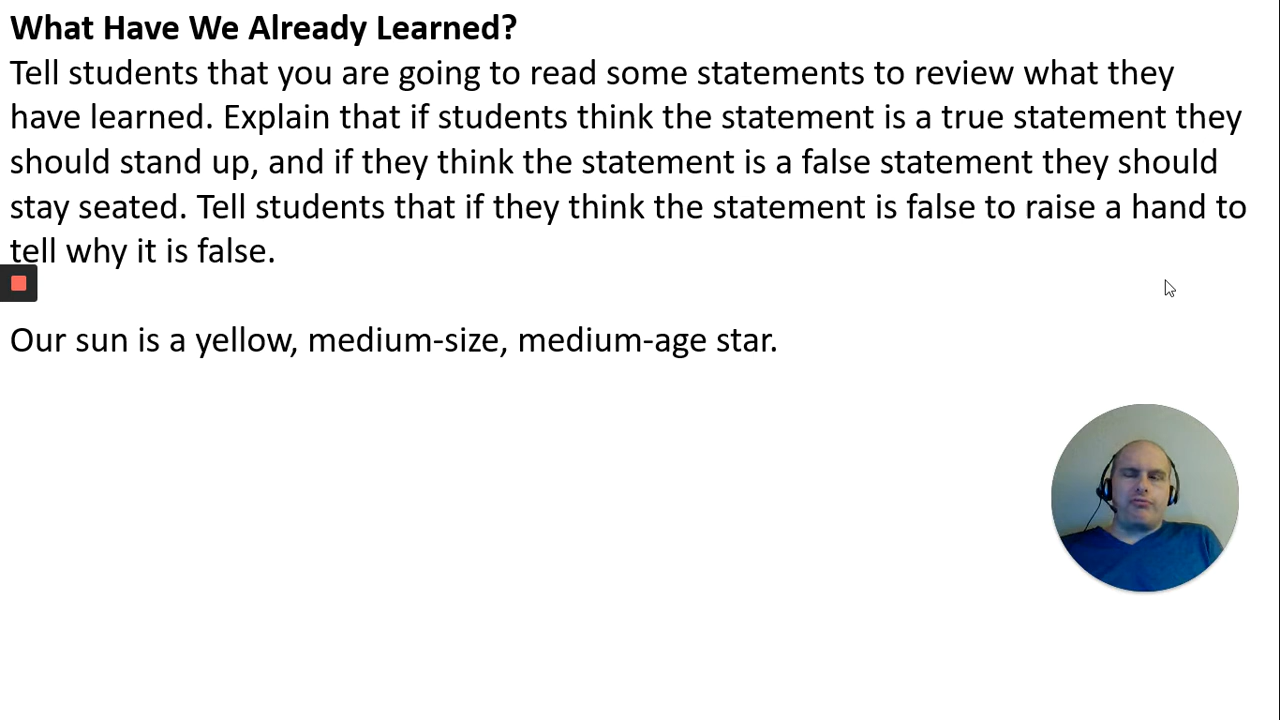 What Have We Already Learned?
Tell students that you are going to read some statements to review what they
have learned. Explain that if students think the statement is a true statement they
should stand up, and if they think the statement is a false statement they should
stay seated. Tell students that if they think the statement is false to raise a hand to
tell why it is false.
Our sun is a yellow, medium-size, medium-age star.